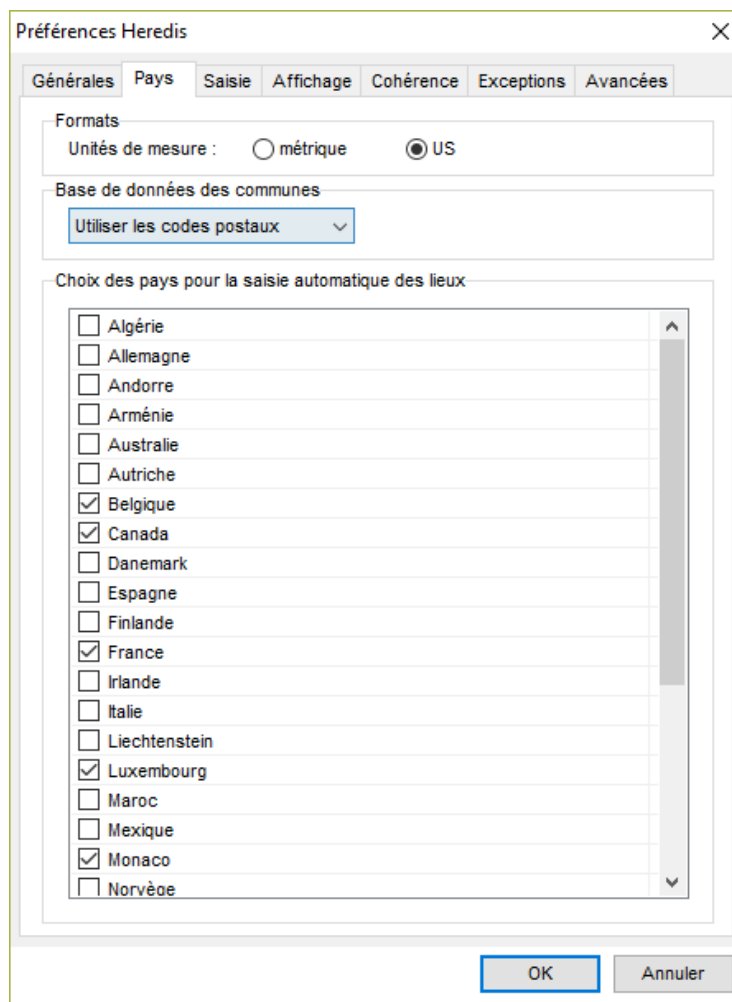 Préférences Heredis
Générales Pays Saisie Affichage Cohérence Exceptions Avancées
Formats
Unités de mesure : métrique US
Base de données des communes
Utiliser les codes postaux
Choix des pays pour la saisie automatique des lieux
Algérie
Allemagne
Andorre
Arménie
Australie
Autriche
Belgique
Canada
Danemark
Espagne
Finlande
France
Irlande
Italie
Liechtenstein
Luxembourg
Maroc
Mexique
Monaco
Norvège
OK Annuler